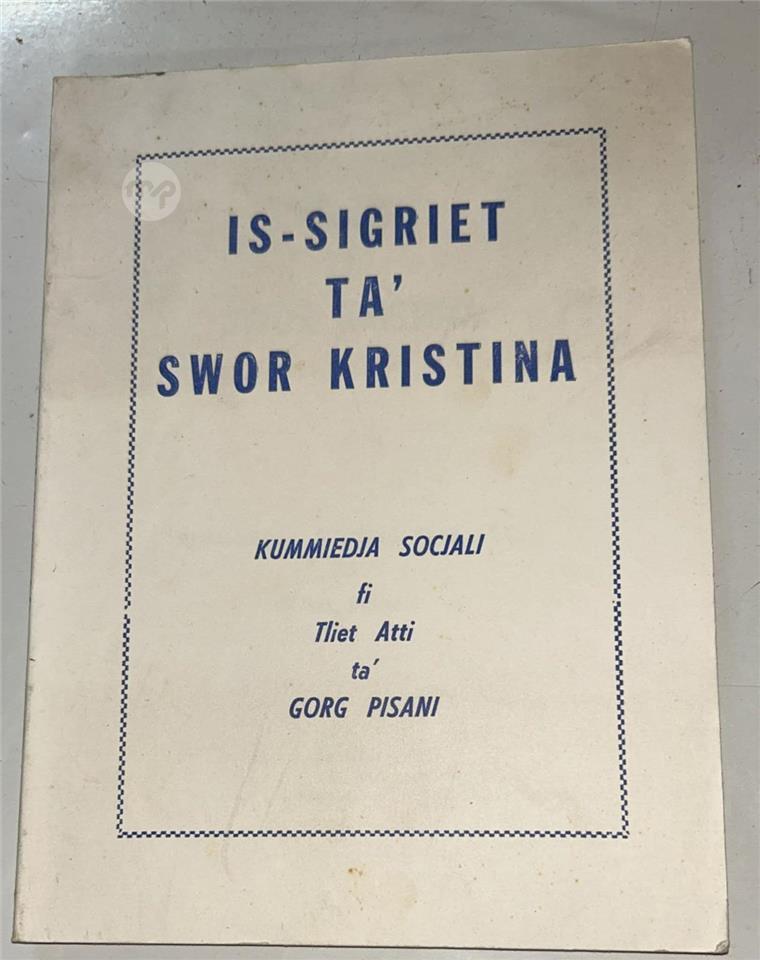 IS-SIGRIET
TA'
SWOR KRISTINA
KUMMIEDJA SOCJALI
fi
Tliet Atti
ta'
GORG PISANI